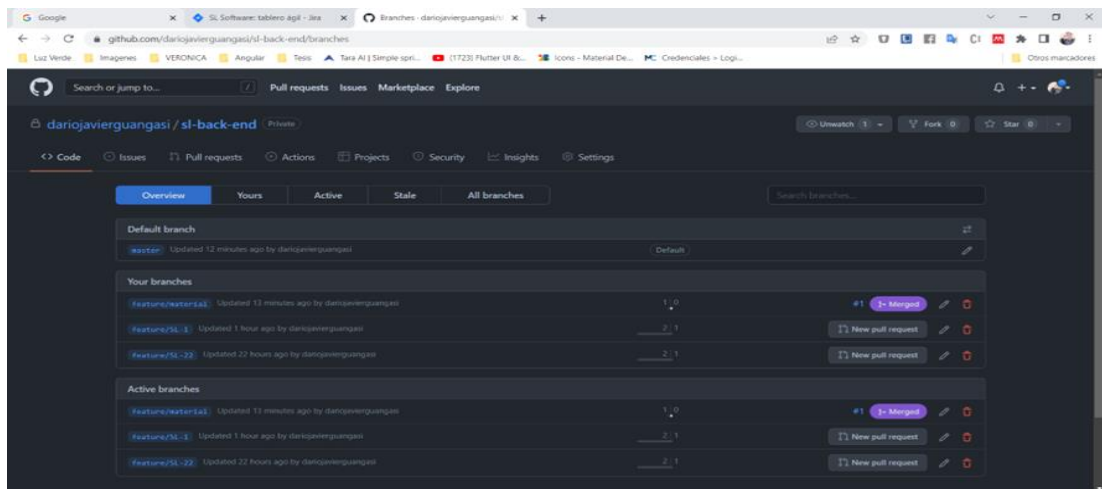 Google
SL Software: tablero ágil - Jira
Branches · dariojavierguangasi/sl
github.com/dariojavierguangasi/sl-back-end/branches
Luz Verde Imagenes VERONICA Angular Tesis Tara AI | Simple spri... (1723) Flutter UI &... Icons - Material De... Credenciales » Logi... Otros marcadores
Search or jump to... / Pull requests Issues Marketplace Explore
dariojavierguangasi / sl-back-end Private Unwatch 1 Fork 0 Star 0
<> Code Issues Pull requests Actions Projects Security Insights Settings
Overview Yours Active Stale All branches Search branches...
Default branch
master Updated 12 minutes ago by dariojavierguangasi Default
Your branches
feature/material Updated 13 minutes ago by dariojavierguangasi 1 0 #1 Merged
feature/SL-1 Updated 1 hour ago by dariojavierguangasi 2 1 New pull request
feature/SL-22 Updated 22 hours ago by dariojavierguangasi 2 1 New pull request
Active branches
feature/material Updated 13 minutes ago by dariojavierguangasi 1 0 #1 Merged
feature/SL-1 Updated 1 hour ago by dariojavierguangasi 2 1 New pull request
feature/SL-22 Updated 22 hours ago by dariojavierguangasi 2 1 New pull request